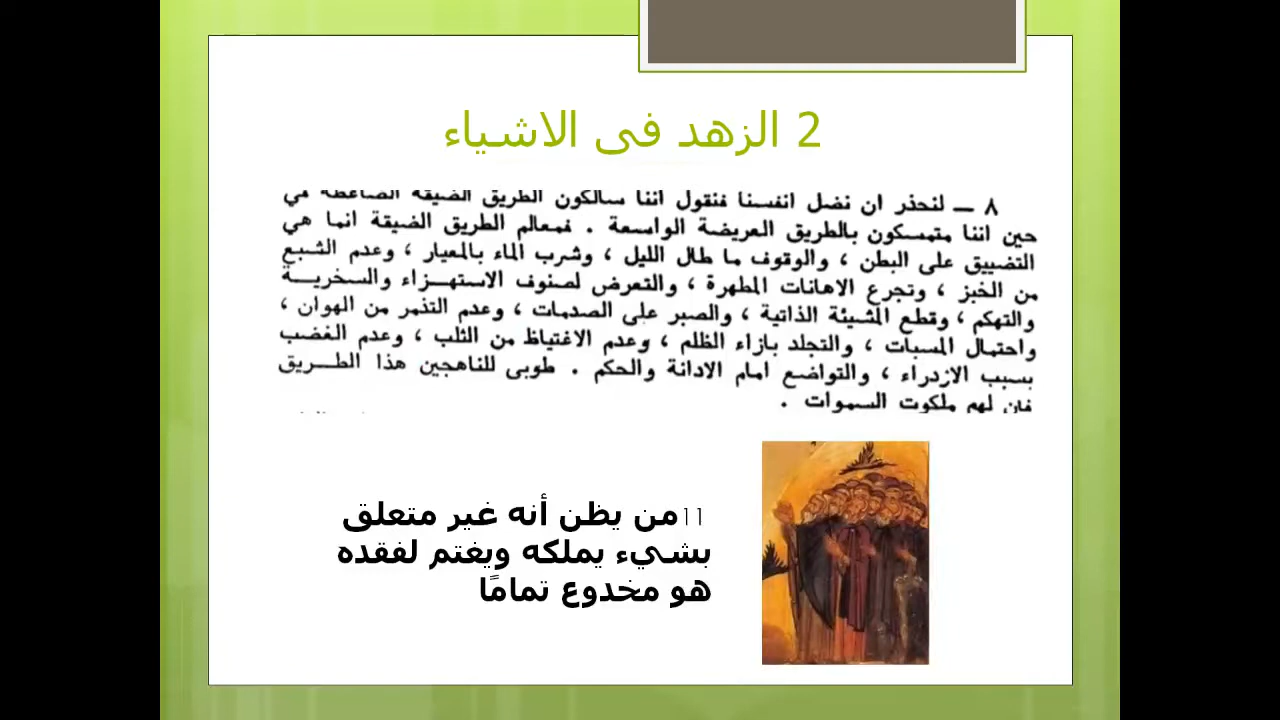 2 الزهد فى الاشياء
٨ — لنحذر ان نضل انفسنا فنقول اننا سالكون الطريق الضيقة الضاغطة في
حين اننا متمسكون بالطريق العريضة الواسعة . فمعالم الطريق الضيقة انما هي
التضييق على البطن ، والوقوف ما طال الليل ، وشرب الماء بالمعيار ، وعدم الشبع
من الخبز ، وتجرع الاهانات المطهرة ، والتعرض لصنوف الاستهــزاء والسخريــة
والتهكم ، وقطع المشيئة الذاتية ، والصبر على الصدمات ، وعدم التذمر من الهوان ،
واحتمال المسبات ، والتجلد بازاء الظلم ، وعدم الاغتياظ من الثلب ، وعدم الغضب
بسبب الازدراء ، والتواضع امام الادانة والحكم . طوبى للناهجين هذا الطــريق
فان لهم ملكوت السموات .
11من يظن أنه غير متعلق
بشيء يملكه ويغتم لفقده
هو مخدوع تمامًا